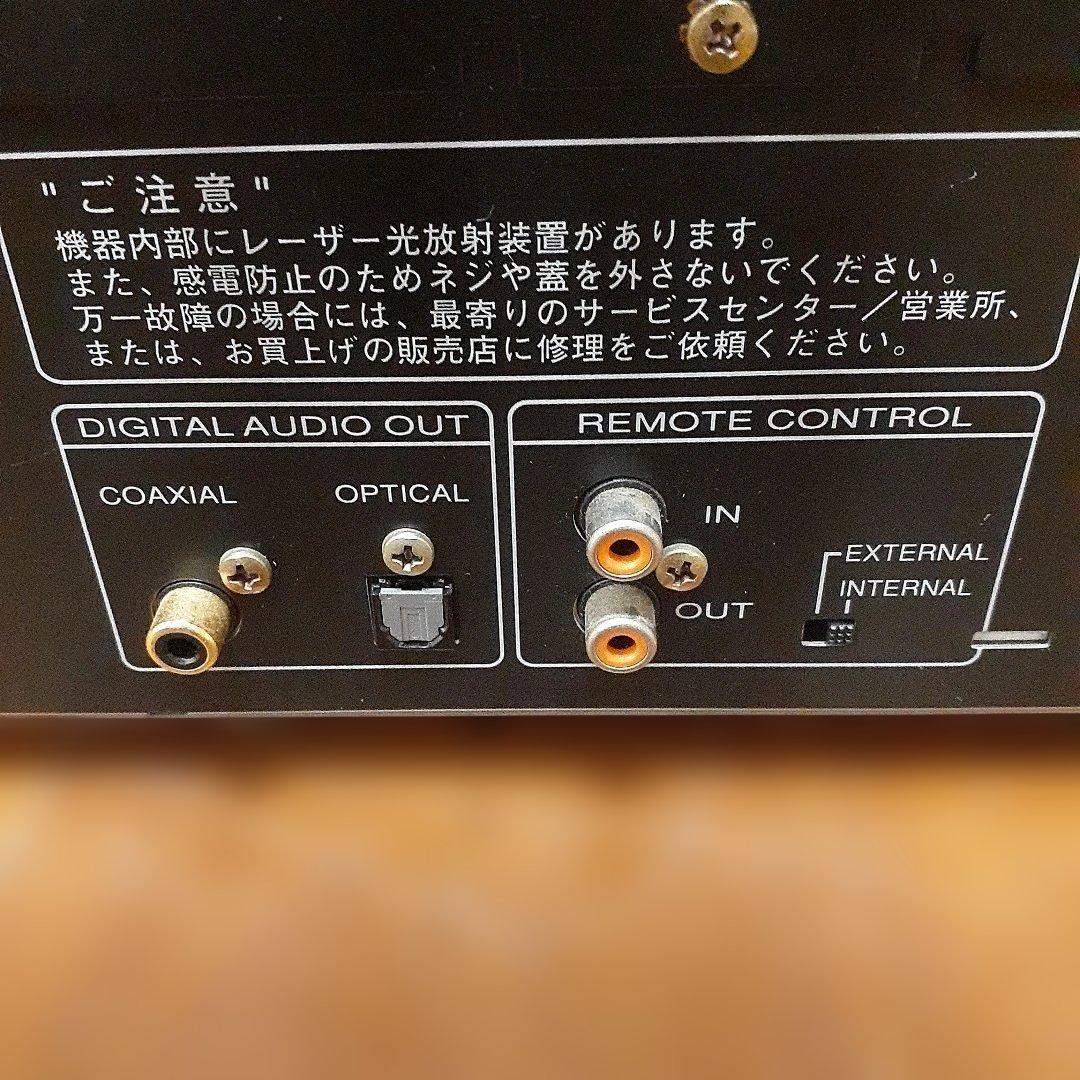 "ご注意"
機器内部にレーザー光放射装置があります。
また、感電防止のためネジや蓋を外さないでください。
万一故障の場合には、最寄りのサービスセンター／営業所、
または、お買上げの販売店に修理をご依頼ください。
DIGITAL AUDIO OUT
COAXIAL OPTICAL
REMOTE CONTROL
IN
OUT
EXTERNAL
INTERNAL